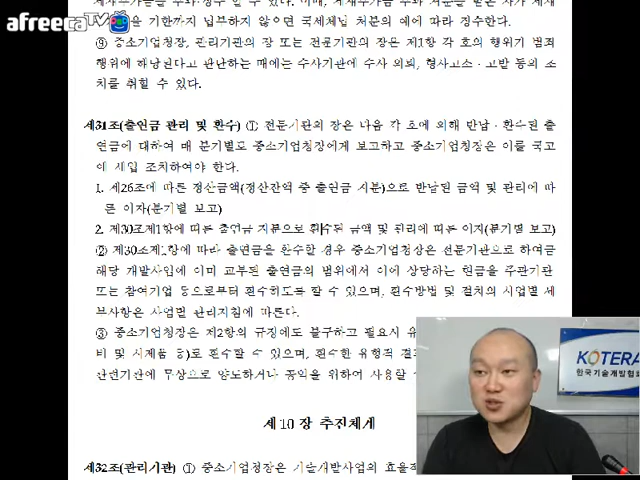 afreecaTV
을 기한까지 납부하지 않으면 국세체납 처분의 예에 따라 징수한다.
⑨ 중소기업청장, 관리기관의 장 또는 전문기관의 장은 제1항 각 호의 행위가 범죄
행위에 해당된다고 판단하는 때에는 수사기관에 수사 의뢰, 형사고소ㆍ고발 등의 조
치를 취할 수 있다.
제31조(출연금 관리 및 환수) ① 전문기관의 장은 다음 각 호에 의해 반납ㆍ환수된 출
연금에 대하여 매 분기별로 중소기업청장에게 보고하고 중소기업청장은 이를 국고
에 세입 조치하여야 한다.
1. 제26조에 따른 정산금액(정산잔액 중 출연금 지분)으로 반납된 금액 및 관리에 따
른 이자(분기별 보고)
2. 제30조제1항에 따른 출연금 지분으로 환수된 금액 및 관리에 따른 이자(분기별 보고)
② 제30조제1항에 따라 출연금을 환수할 경우 중소기업청장은 전문기관으로 하여금
해당 개발사업에 이미 교부된 출연금의 범위에서 이에 상당하는 현금을 주관기관
또는 참여기업 등으로부터 환수하도록 할 수 있으며, 환수방법 및 절차의 사업별 세
부사항은 사업별 관리지침에 따른다.
③ 중소기업청장은 제2항의 규정에도 불구하고 필요시 유
비 및 시제품 등)로 환수할 수 있으며, 환수한 유형적 결과
관련기관에 무상으로 양도하거나 공익을 위하여 사용할
제 10 장 추진체계
제32조(관리기관) ① 중소기업청장은 기술개발사업의 효율적
KOTERA
한국기술개발협회